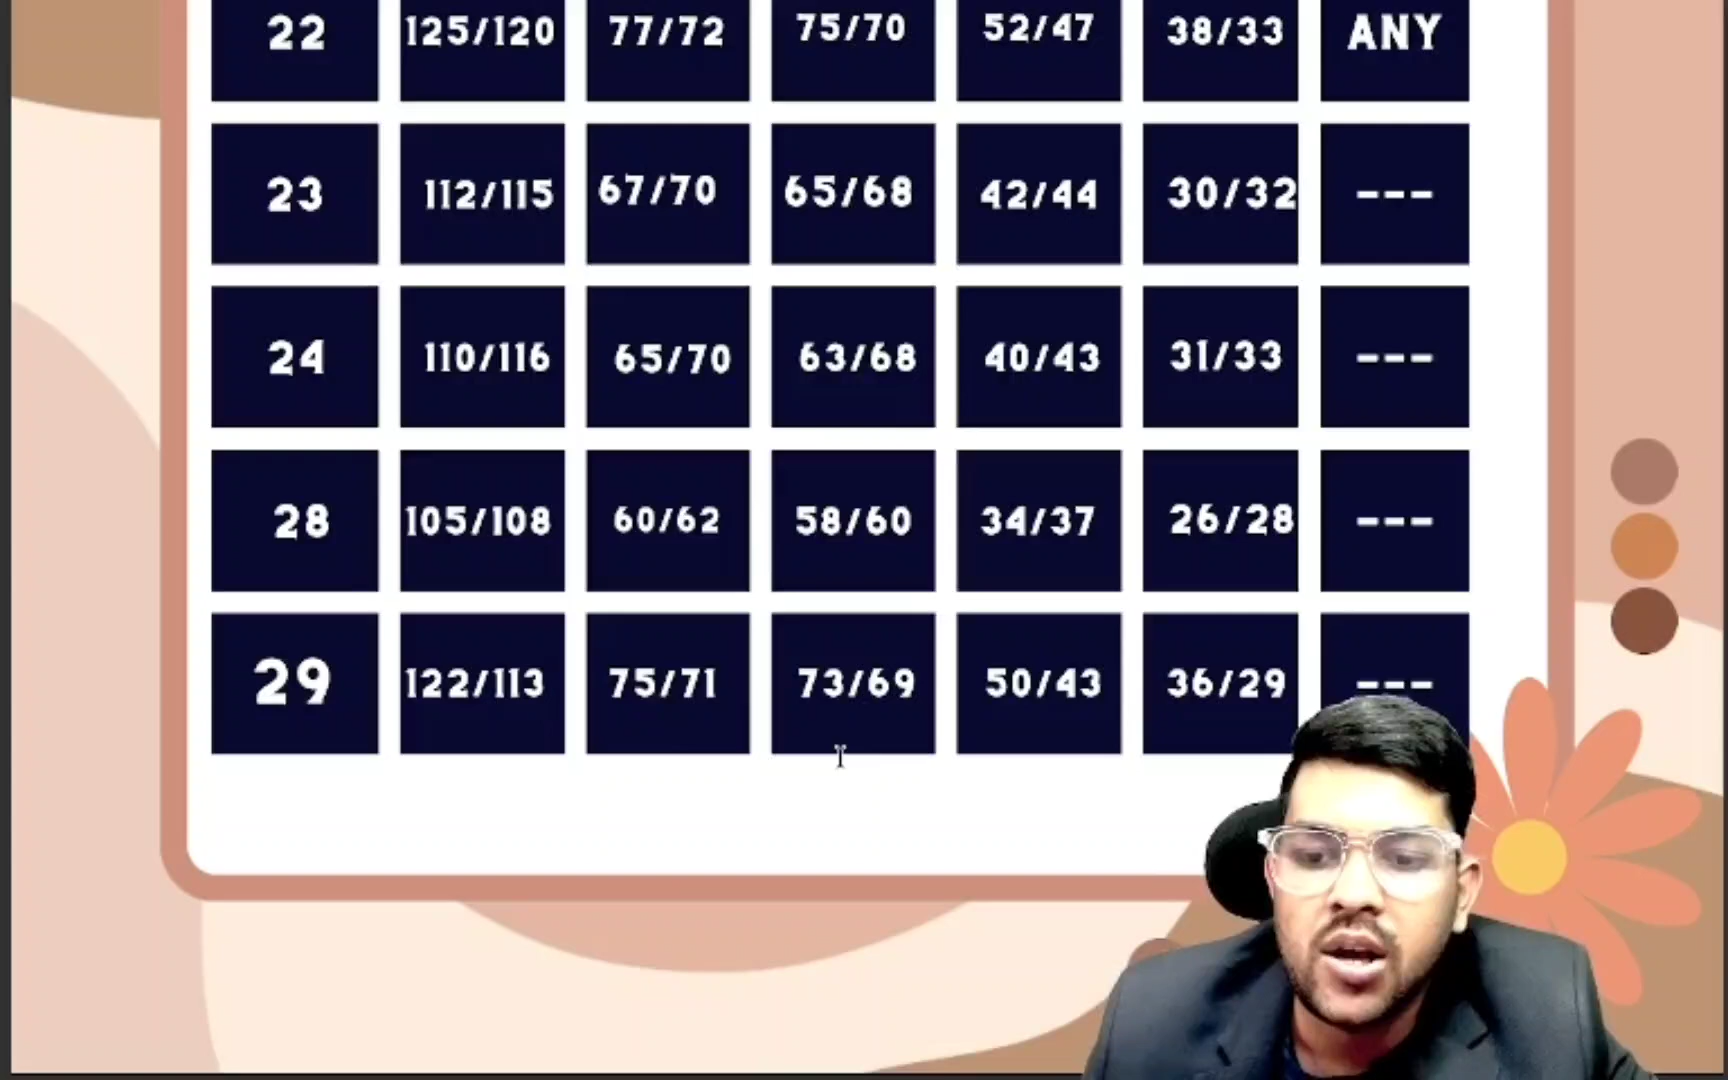 22 125/120 77/72 75/70 52/47 38/33 ANY
23 112/115 67/70 65/68 42/44 30/32 ---
24 110/116 65/70 63/68 40/43 31/33 ---
28 105/108 60/62 58/60 34/37 26/28 ---
29 122/113 75/71 73/69 50/43 36/29 ---